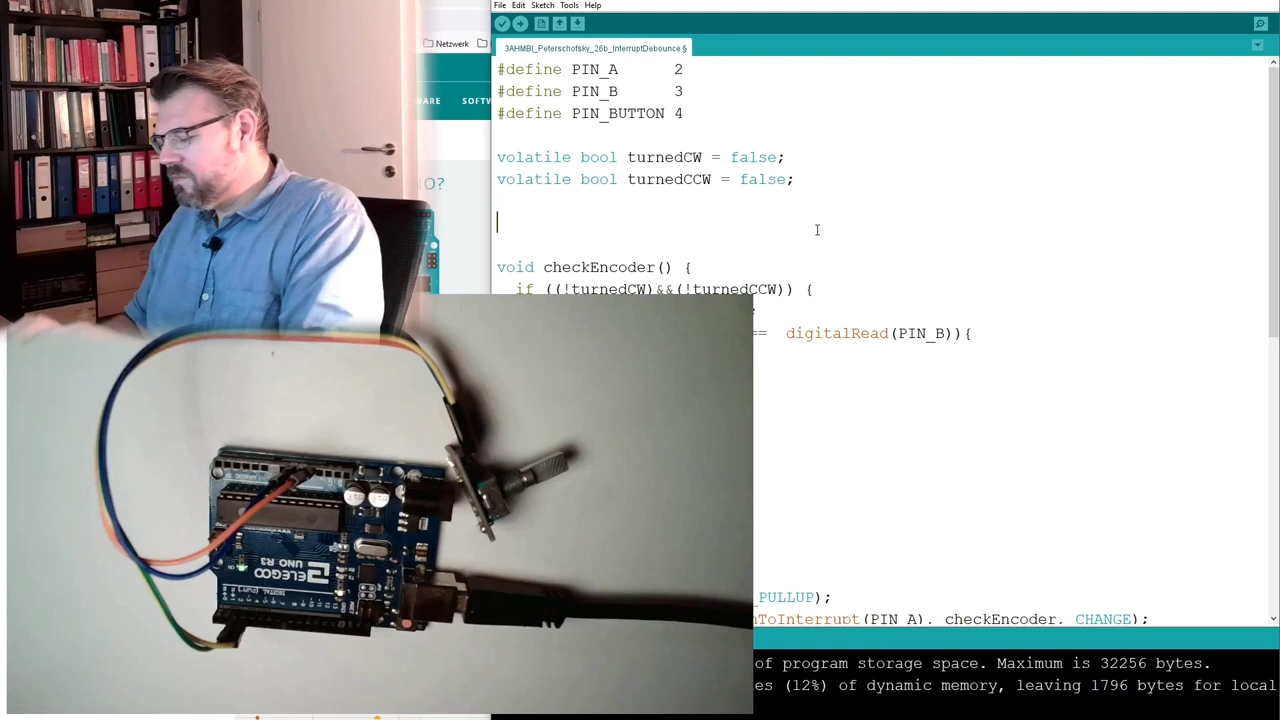 File Edit Sketch Tools Help
Netzwerk
3AHMBI_Peterschofsky_26b_InterruptDebounce §
WARE SOFTW
NO?
#define PIN_A 2
#define PIN_B 3
#define PIN_BUTTON 4
volatile bool turnedCW = false;
volatile bool turnedCCW = false;
void checkEncoder() {
if ((!turnedCW)&&(!turnedCCW)) {
;
== digitalRead(PIN_B)){
_PULLUP);
nToInterrupt(PIN_A), checkEncoder, CHANGE);
of program storage space. Maximum is 32256 bytes.
es (12%) of dynamic memory, leaving 1796 bytes for local
ELEGOO
UNO R3